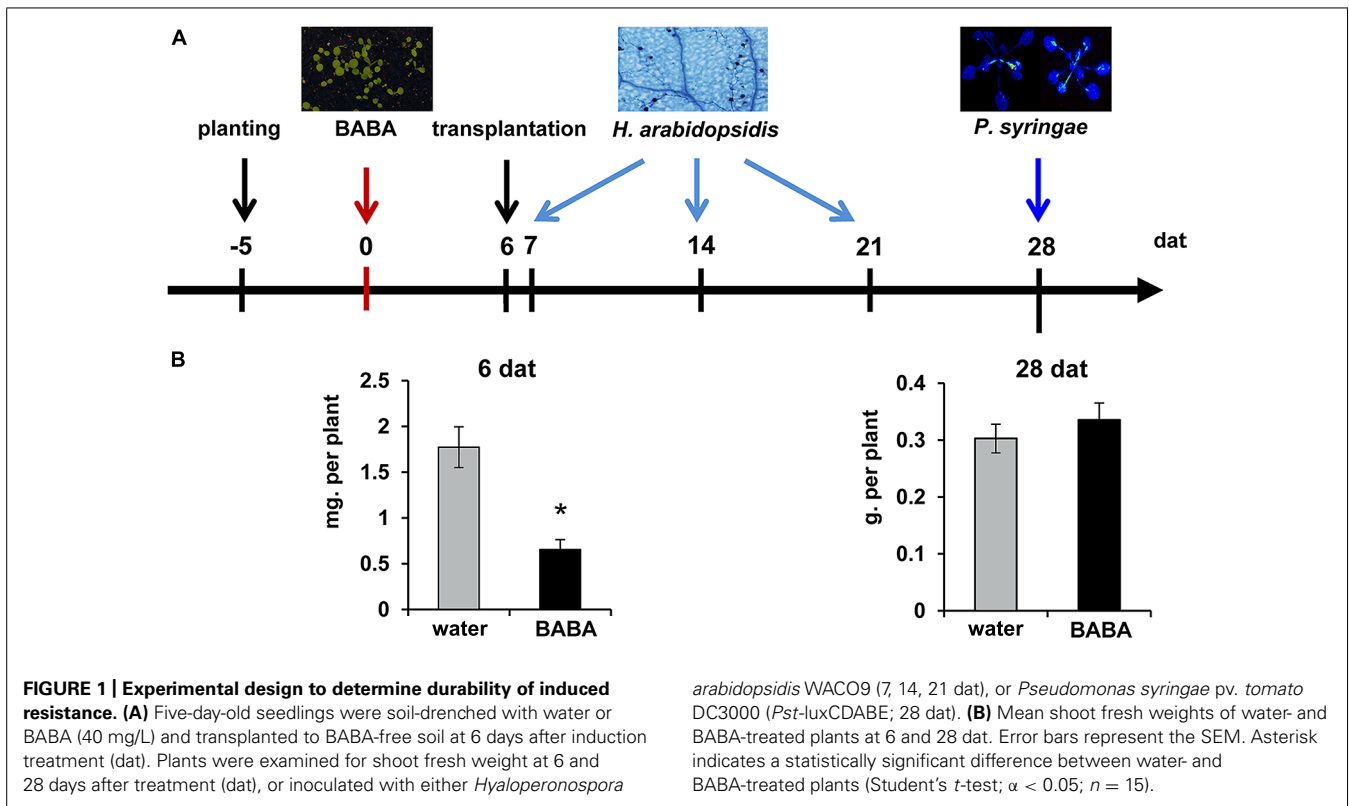 A
planting
BABA
transplantation
H. arabidopsidis
P. syringae
-5
0
6
7
14
21
28
dat
B
6 dat
mg. per plant
2.5
2
1.5
1
0.5
0
*
water
BABA
28 dat
g. per plant
0.4
0.3
0.2
0.1
0
water
BABA
FIGURE 1 | Experimental design to determine durability of induced
resistance. (A) Five-day-old seedlings were soil-drenched with water or
BABA (40 mg/L) and transplanted to BABA-free soil at 6 days after induction
treatment (dat). Plants were examined for shoot fresh weight at 6 and
28 days after treatment (dat), or inoculated with either Hyaloperonospora
arabidopsidis WACO9 (7, 14, 21 dat), or Pseudomonas syringae pv. tomato
DC3000 (Pst-luxCDABE; 28 dat). (B) Mean shoot fresh weights of water- and
BABA-treated plants at 6 and 28 dat. Error bars represent the SEM. Asterisk
indicates a statistically significant difference between water- and
BABA-treated plants (Student's t-test; α < 0.05; n = 15).